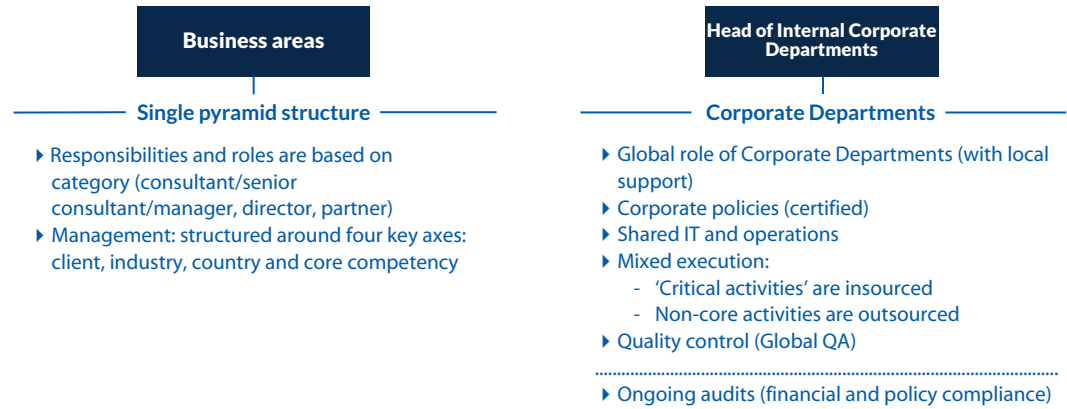 Business areas
Single pyramid structure
Responsibilities and roles are based on
category (consultant/senior
consultant/manager, director, partner)
Management: structured around four key axes:
client, industry, country and core competency
Head of Internal Corporate
Departments
Corporate Departments
Global role of Corporate Departments (with local
support)
Corporate policies (certified)
Shared IT and operations
Mixed execution:
- ‘Critical activities’ are insourced
- Non-core activities are outsourced
Quality control (Global QA)
Ongoing audits (financial and policy compliance)